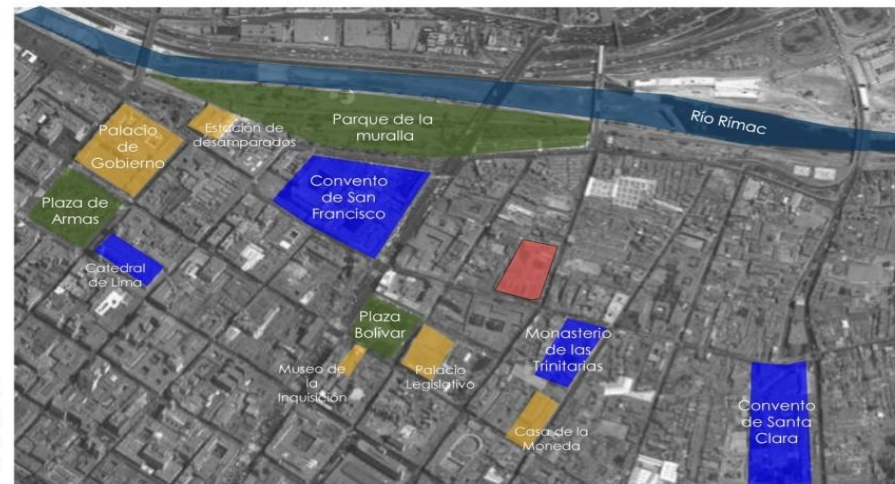 Río Rímac
Parque de la
muralla
Estación de
desamparados
Palacio
de
Gobierno
Convento
de San
Francisco
Plaza de
Armas
Catedral
de Lima
Plaza
Bolívar
Museo de
la
Inquisición
Palacio
Legislativo
Monasterio
de las
Trinitarias
Casa de la
Moneda
Convento
de Santa
Clara